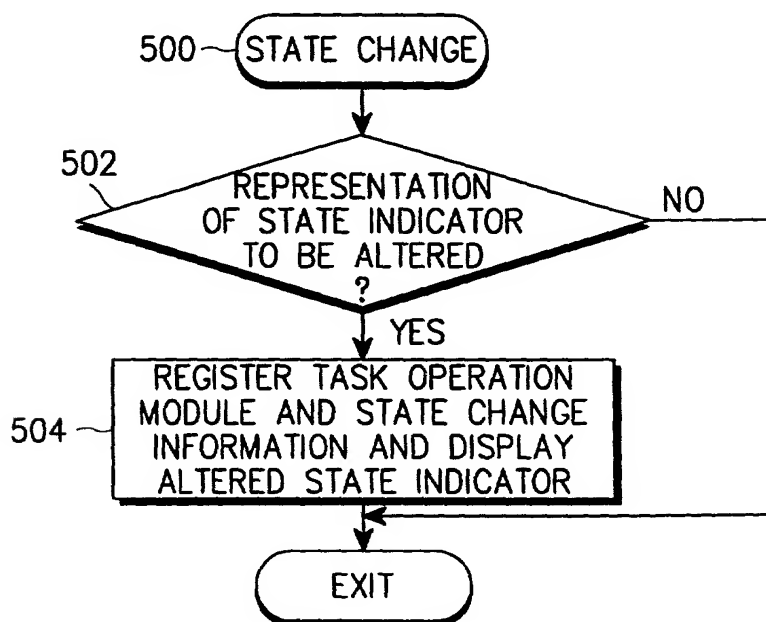 500
STATE CHANGE
502
REPRESENTATION
OF STATE INDICATOR
TO BE ALTERED
?
NO
YES
504
REGISTER TASK OPERATION
MODULE AND STATE CHANGE
INFORMATION AND DISPLAY
ALTERED STATE INDICATOR
EXIT